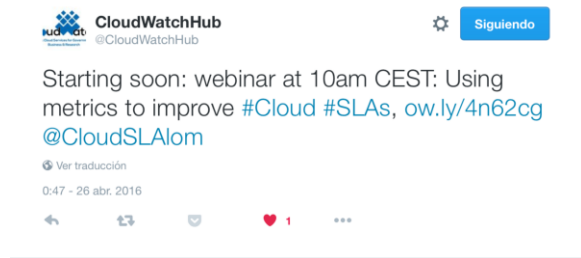 CloudWatchHub
@CloudWatchHub
Siguiendo
Starting soon: webinar at 10am CEST: Using
metrics to improve #Cloud #SLAs, ow.ly/4n62cg
@CloudSLAlom
Ver traducción
0:47 - 26 abr. 2016
1